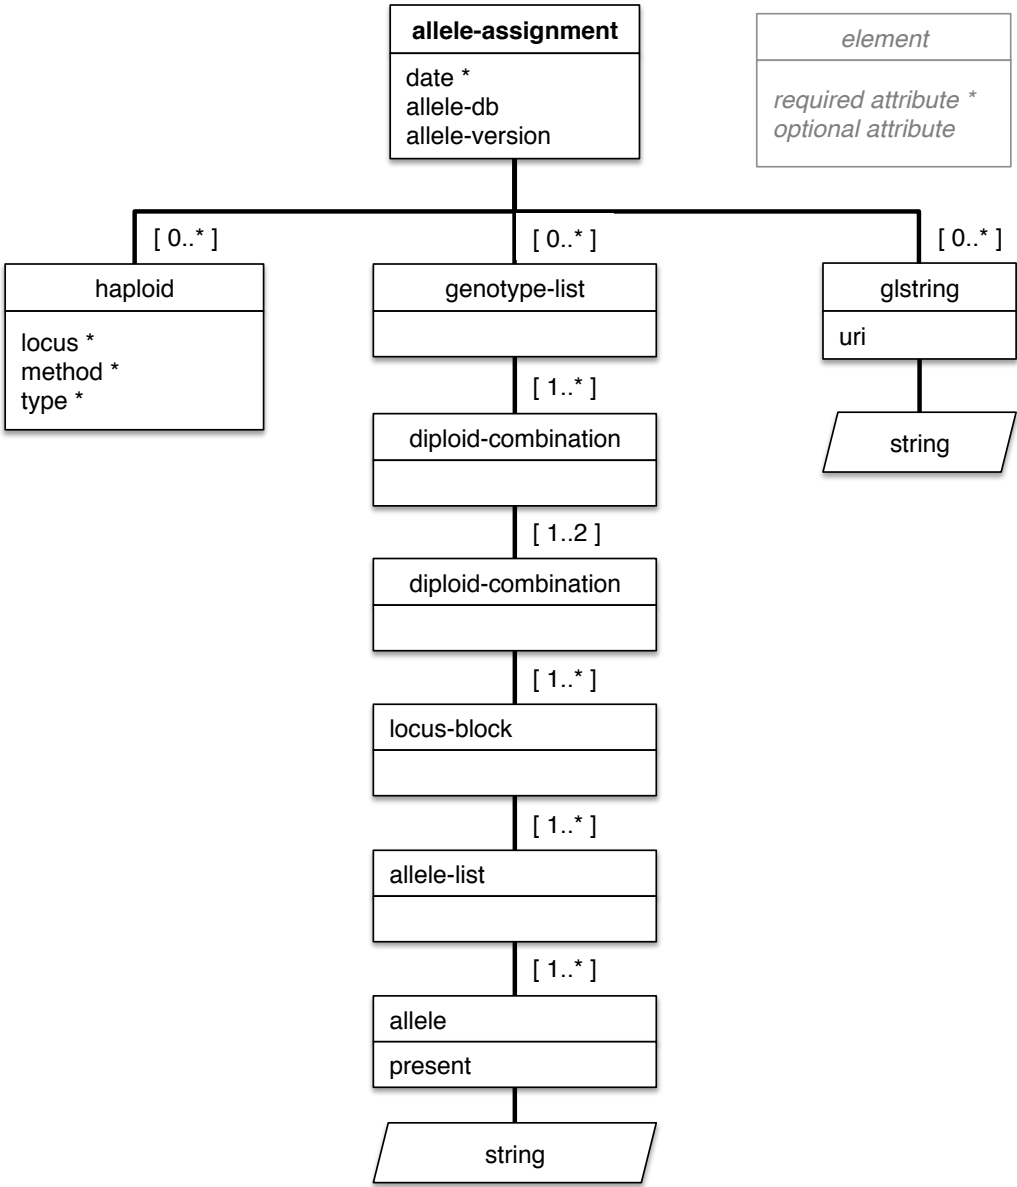 allele-assignment
date *
allele-db
allele-version
element
required attribute *
optional attribute
[ 0..* ]
[ 0..* ]
[ 0..* ]
haploid
locus *
method *
type *
genotype-list
glstring
uri
string
[ 1..* ]
diploid-combination
[ 1..2 ]
diploid-combination
[ 1..* ]
locus-block
[ 1..* ]
allele-list
[ 1..* ]
allele
present
string